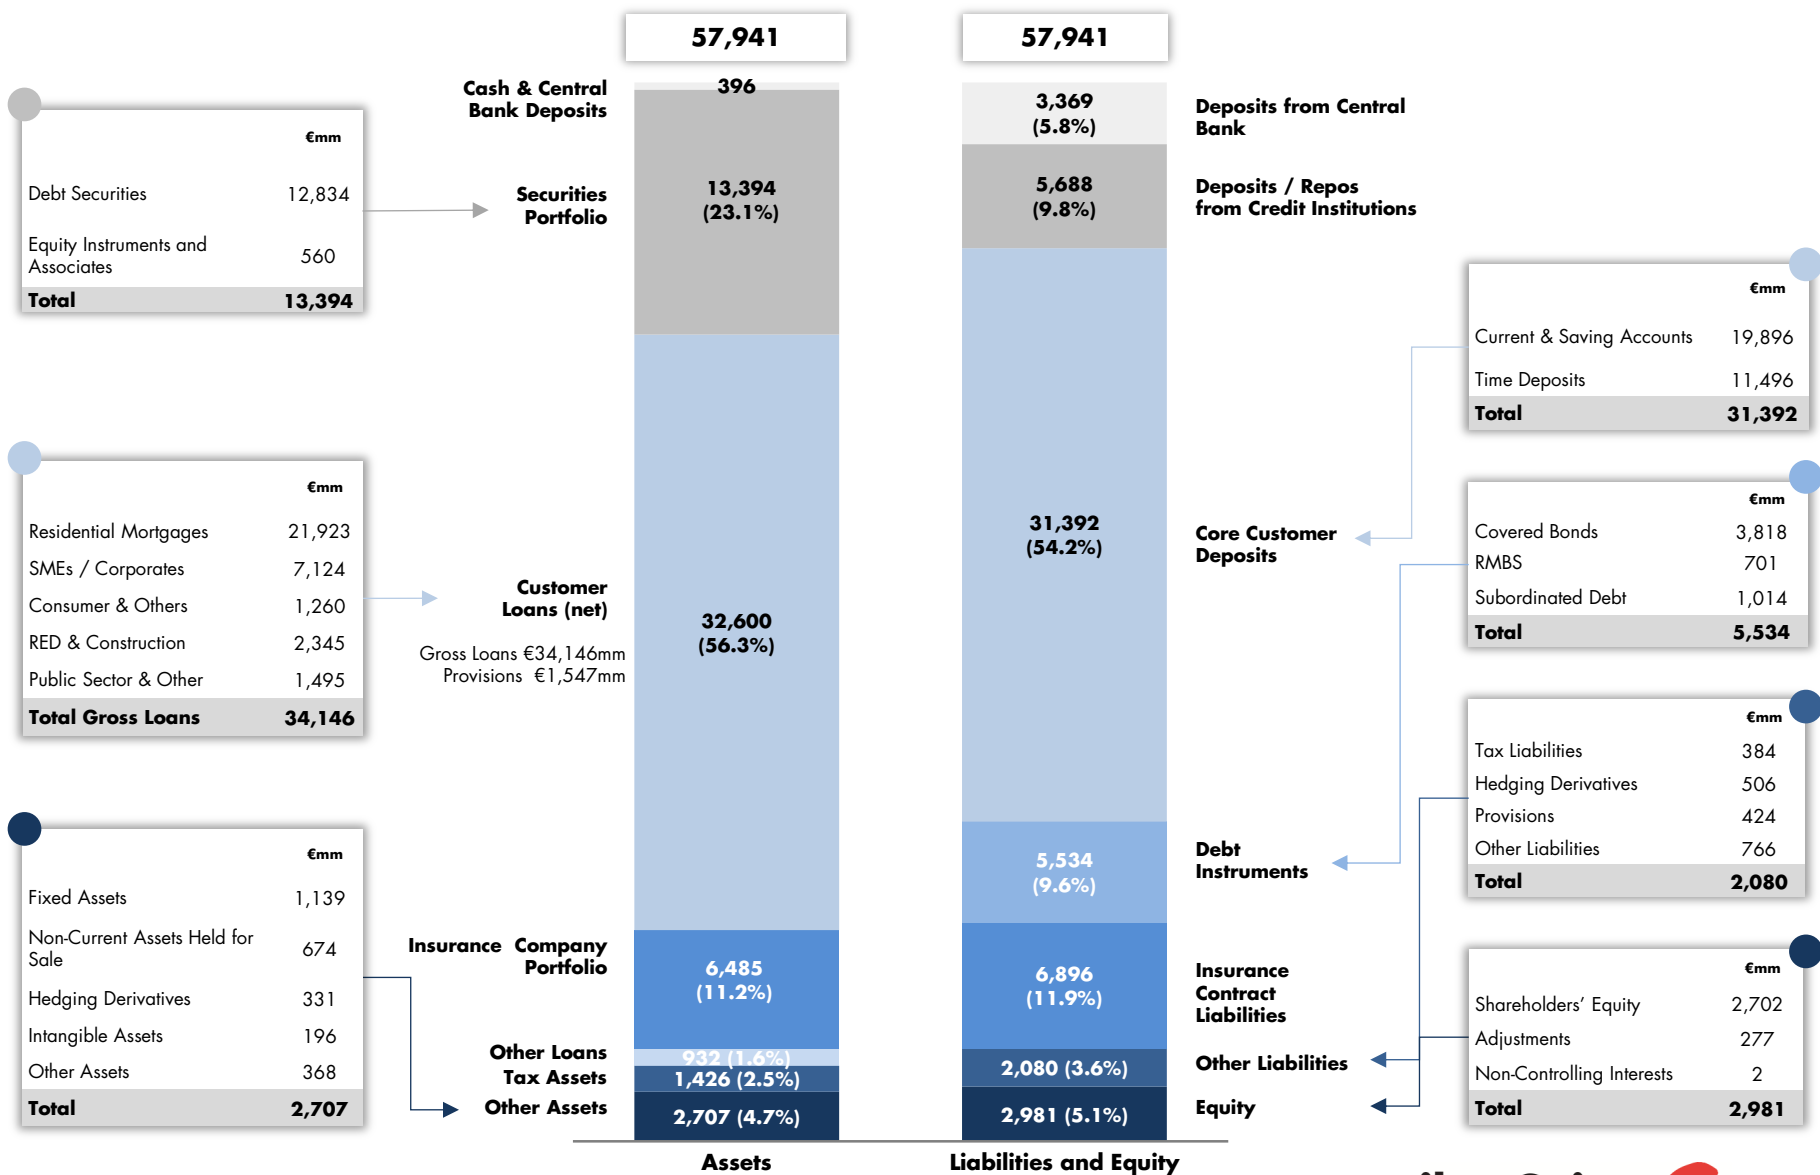 57,941
57,941
Cash & Central
Bank Deposits
396
3,369
(5.8%)
Deposits from Central
Bank
€mm
Debt Securities 12,834
Equity Instruments and
Associates 560
Total 13,394
Securities
Portfolio
13,394
(23.1%)
5,688
(9.8%)
Deposits / Repos
from Credit Institutions
€mm
Current & Saving Accounts 19,896
Time Deposits 11,496
Total 31,392
€mm
Residential Mortgages 21,923
SMEs / Corporates 7,124
Consumer & Others 1,260
RED & Construction 2,345
Public Sector & Other 1,495
Total Gross Loans 34,146
Customer
Loans (net)
Gross Loans €34,146mm
Provisions €1,547mm
32,600
(56.3%)
31,392
(54.2%)
Core Customer
Deposits
€mm
Covered Bonds 3,818
RMBS 701
Subordinated Debt 1,014
Total 5,534
€mm
Tax Liabilities 384
Hedging Derivatives 506
Provisions 424
Other Liabilities 766
Total 2,080
5,534
(9.6%)
Debt
Instruments
€mm
Fixed Assets 1,139
Non-Current Assets Held for
Sale 674
Hedging Derivatives 331
Intangible Assets 196
Other Assets 368
Total 2,707
Insurance Company
Portfolio
6,485
(11.2%)
6,896
(11.9%)
Insurance
Contract
Liabilities
€mm
Shareholders’ Equity 2,702
Adjustments 277
Non-Controlling Interests 2
Total 2,981
Other Loans
932 (1.6%)
Tax Assets
1,426 (2.5%)
2,080 (3.6%)
Other Liabilities
Other Assets
2,707 (4.7%)
2,981 (5.1%)
Equity
Assets
Liabilities and Equity